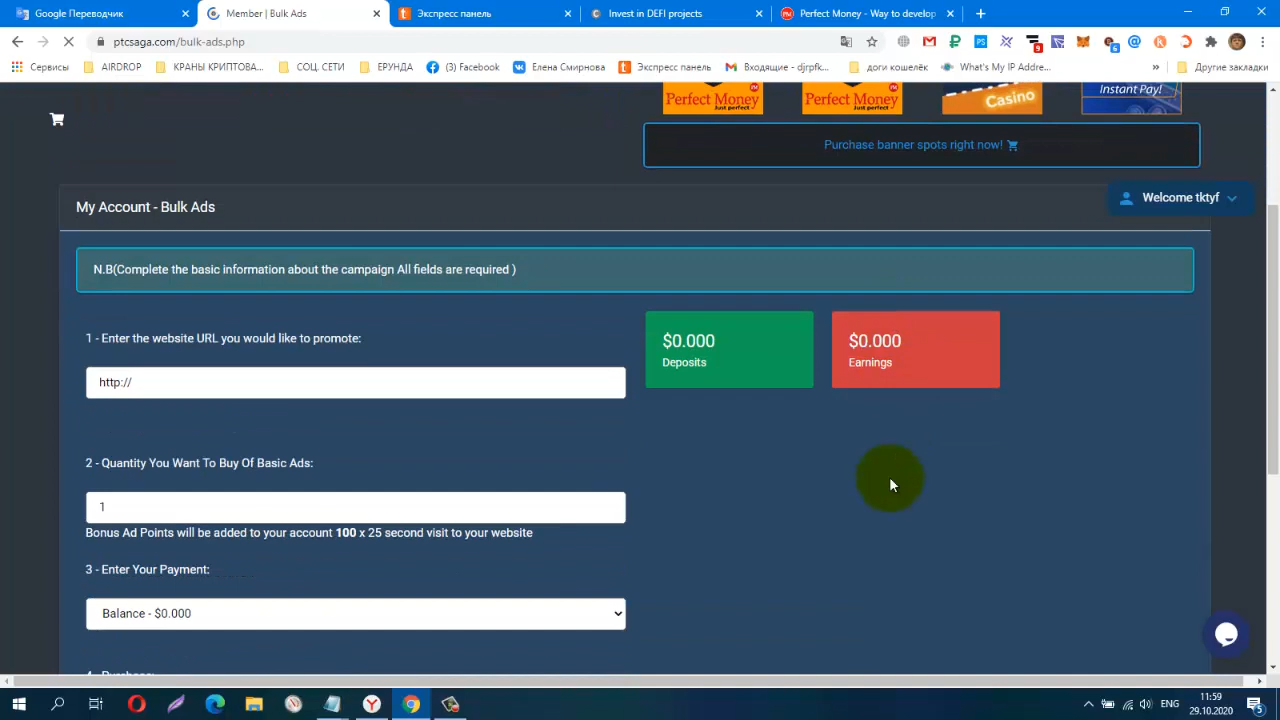 Google Переводчик
Member | Bulk Ads
Экспресс панель
Invest in DEFI projects
Perfect Money - Way to develop
ptcsaga.com/bulk-ads.php
Сервисы
AIRDROP
КРАНЫ КРИПТОВА...
СОЦ. СЕТИ
ЕРУНДА
(3) Facebook
Елена Смирнова
Экспресс панель
Входящие - djrpfk...
доги кошелёк
What's My IP Addre...
»
Другие закладки
Perfect Money
Just perfect
Perfect Money
Just perfect
Casino
Instant Pay!
Purchase banner spots right now!
My Account - Bulk Ads
Welcome tktyf
N.B(Complete the basic information about the campaign All fields are required )
1 - Enter the website URL you would like to promote:
http://
$0.000
Deposits
$0.000
Earnings
2 - Quantity You Want To Buy Of Basic Ads:
1
Bonus Ad Points will be added to your account 100 x 25 second visit to your website
3 - Enter Your Payment:
Balance - $0.000
4 - Purchase:
ENG
11:59
29.10.2020
5